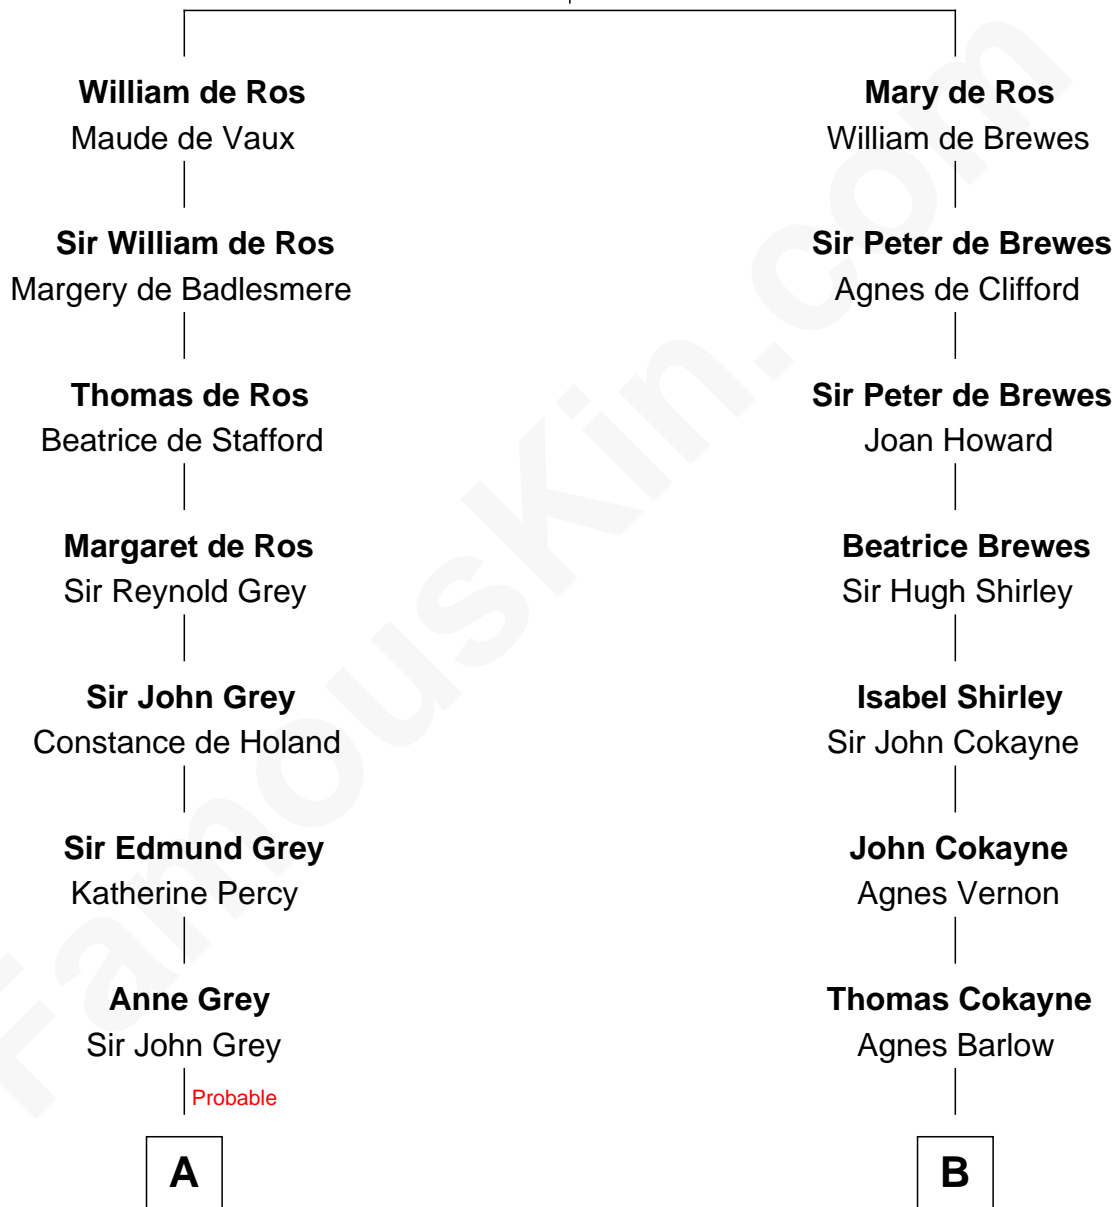 William de Ros
Maude de Vaux
Mary de Ros
William de Brewes
Sir William de Ros
Margery de Badlesmere
Sir Peter de Brewes
Agnes de Clifford
Thomas de Ros
Beatrice de Stafford
Sir Peter de Brewes
Joan Howard
Margaret de Ros
Sir Reynold Grey
Beatrice Brewes
Sir Hugh Shirley
Sir John Grey
Constance de Holand
Isabel Shirley
Sir John Cokayne
Sir Edmund Grey
Katherine Percy
John Cokayne
Agnes Vernon
Anne Grey
Sir John Grey
Thomas Cokayne
Agnes Barlow
Probable
A
B
FamousKin.com